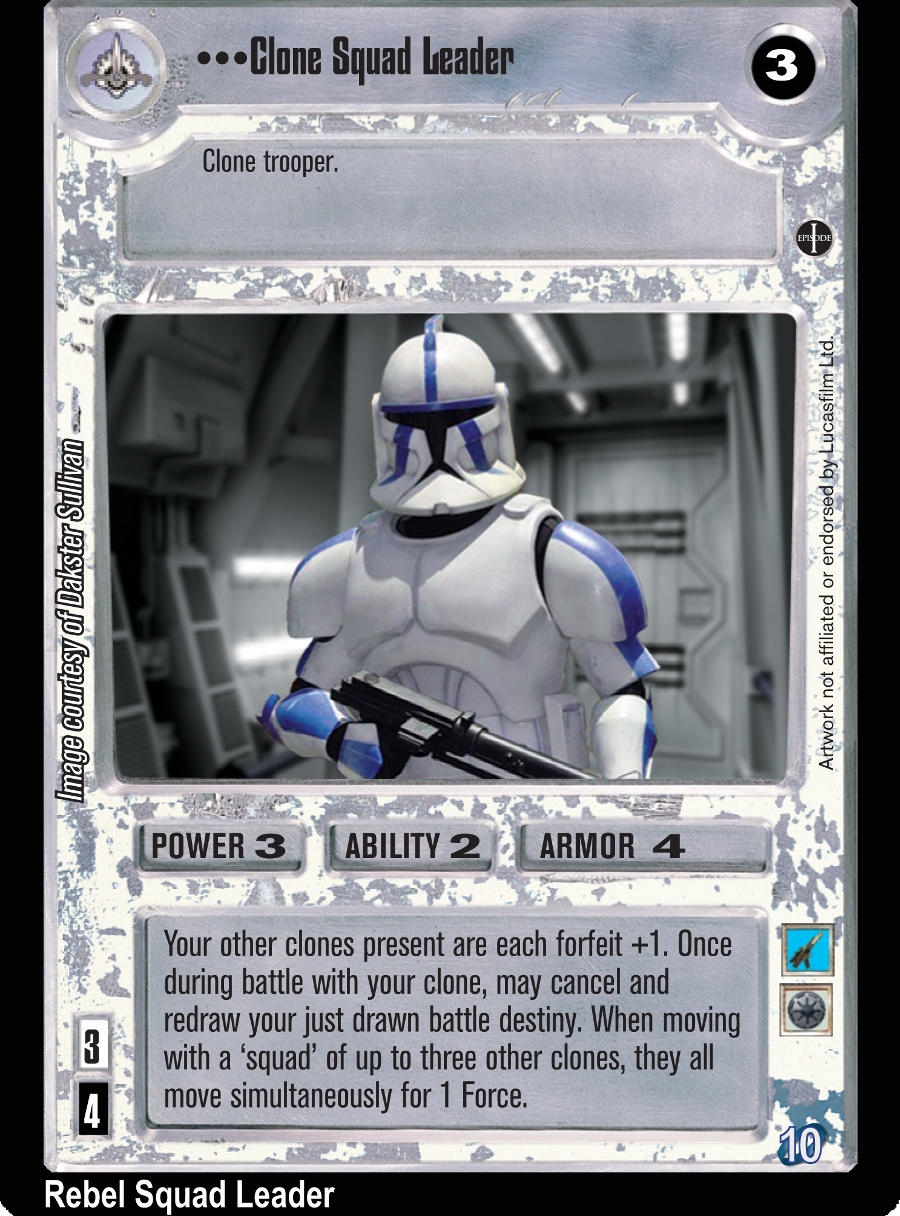 •••Clone Squad Leader
3
Clone trooper.
EPISODE
I
Image courtesy of Dakster Sullivan
Artwork not affiliated or endorsed by Lucasfilm Ltd.
POWER 3
ABILITY 2
ARMOR 4
Your other clones present are each forfeit +1. Once
during battle with your clone, may cancel and
redraw your just drawn battle destiny. When moving
with a ‘squad’ of up to three other clones, they all
move simultaneously for 1 Force.
3
4
10
Rebel Squad Leader